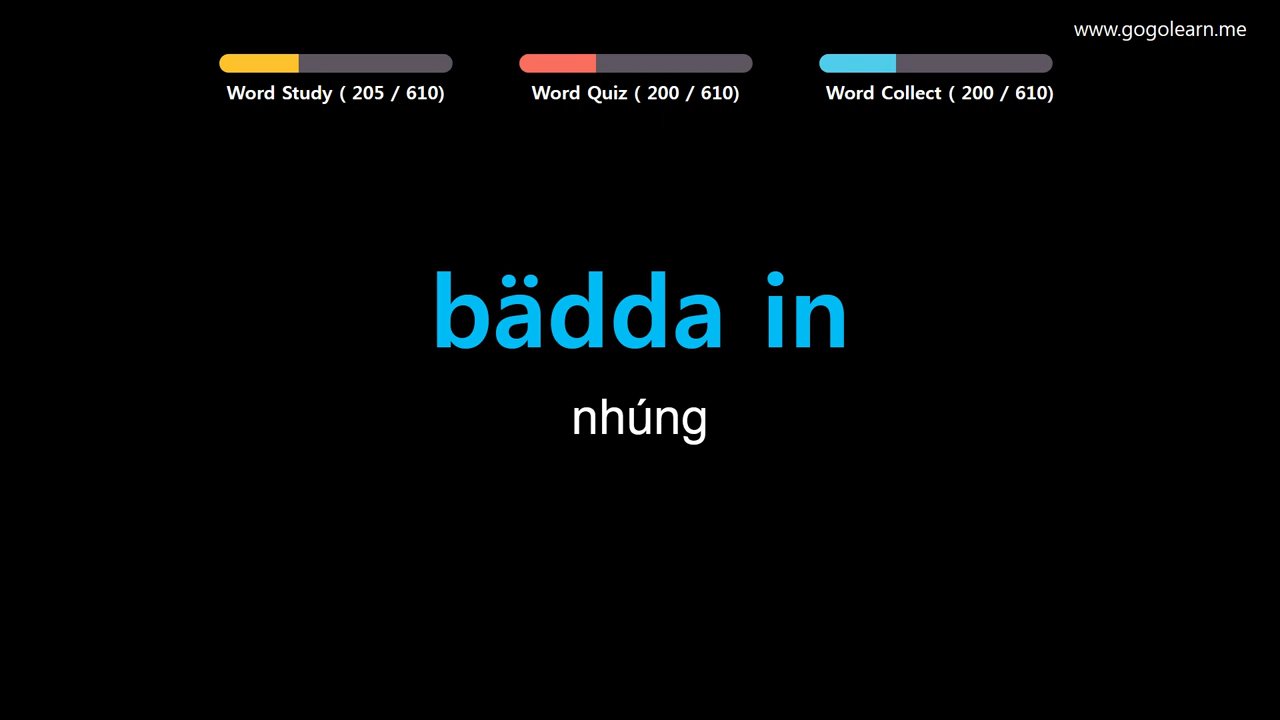 www.gogolearn.me
Word Study ( 205 / 610)
Word Quiz ( 200 / 610)
Word Collect ( 200 / 610)
bädda in
nhúng